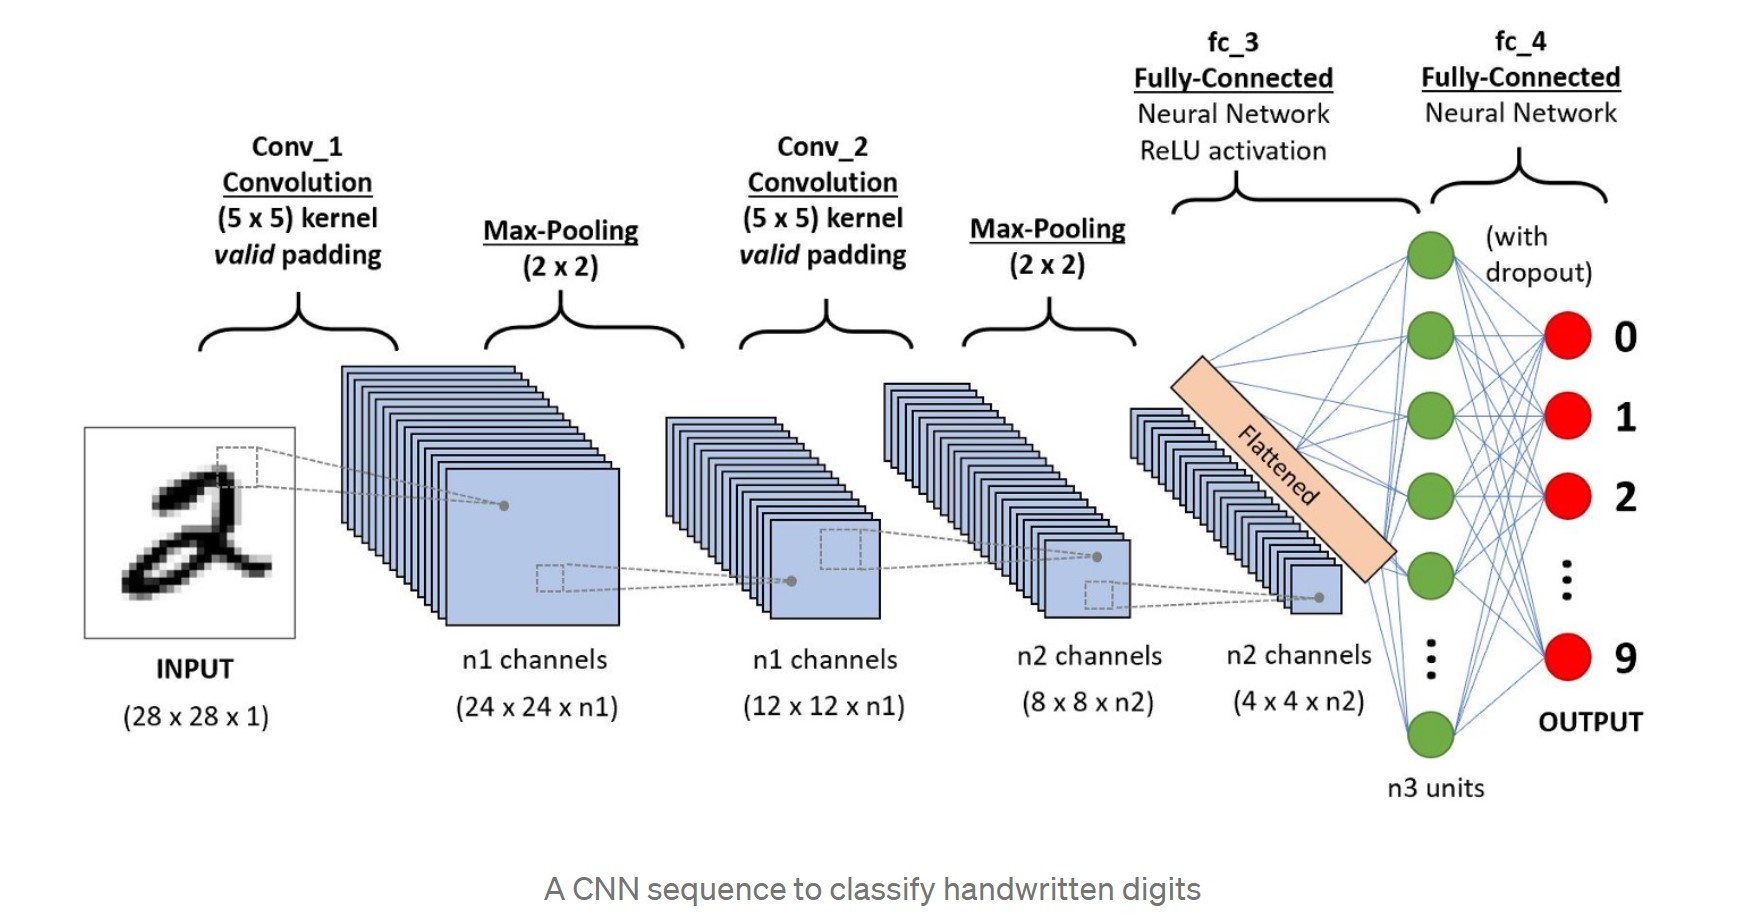 Conv_1
Convolution
(5 x 5) kernel
valid padding
Max-Pooling
(2 x 2)
Conv_2
Convolution
(5 x 5) kernel
valid padding
Max-Pooling
(2 x 2)
fc_3
Fully-Connected
Neural Network
ReLU activation
fc_4
Fully-Connected
Neural Network
(with
dropout)
Flattened
0
1
2
9
INPUT
(28 x 28 x 1)
n1 channels
(24 x 24 x n1)
n1 channels
(12 x 12 x n1)
n2 channels
(8 x 8 x n2)
n2 channels
(4 x 4 x n2)
OUTPUT
n3 units
A CNN sequence to classify handwritten digits